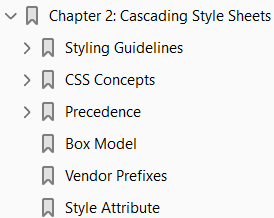 Chapter 2: Cascading Style Sheets
Styling Guidelines
CSS Concepts
Precedence
Box Model
Vendor Prefixes
Style Attribute